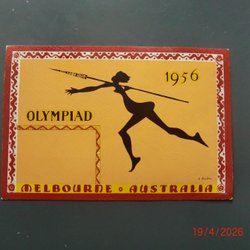 1956
OLYMPIAD
MELBOURNE · AUSTRALIA
19/4/2026